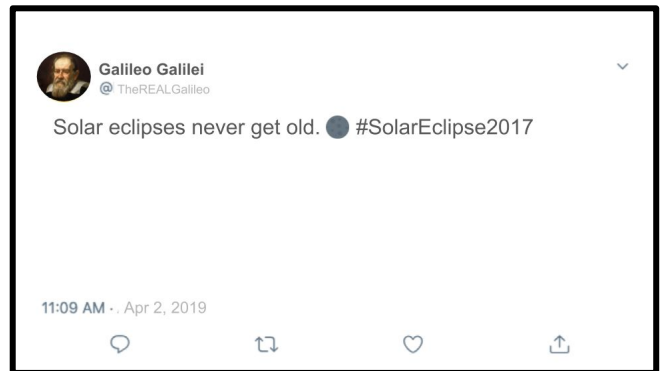 Galileo Galilei
@ TheREALGalileo
Solar eclipses never get old. 🌑 #SolarEclipse2017
11:09 AM · . Apr 2, 2019